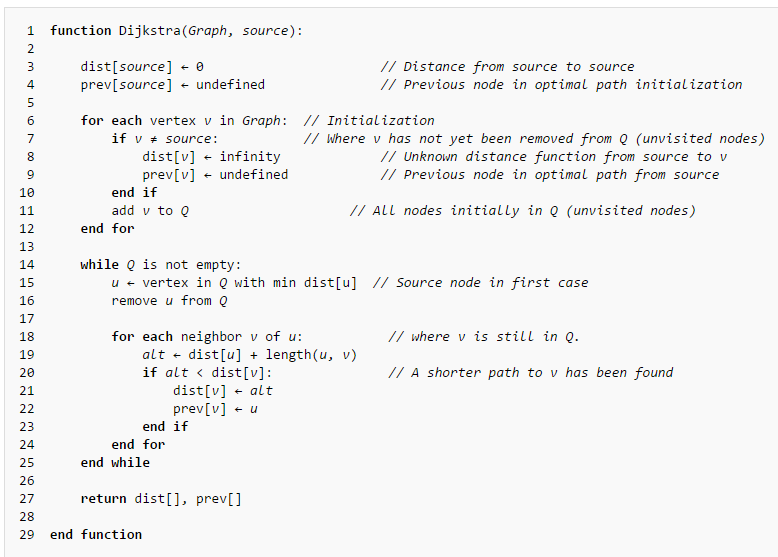 1 function Dijkstra(Graph, source):
2
3 dist[source] ← 0 // Distance from source to source
4 prev[source] ← undefined // Previous node in optimal path initialization
5
6 for each vertex v in Graph: // Initialization
7 if v ≠ source: // Where v has not yet been removed from Q (unvisited nodes)
8 dist[v] ← infinity // Unknown distance function from source to v
9 prev[v] ← undefined // Previous node in optimal path from source
10 end if
11 add v to Q // All nodes initially in Q (unvisited nodes)
12 end for
13
14 while Q is not empty:
15 u ← vertex in Q with min dist[u] // Source node in first case
16 remove u from Q
17
18 for each neighbor v of u: // where v is still in Q.
19 alt ← dist[u] + length(u, v)
20 if alt < dist[v]: // A shorter path to v has been found
21 dist[v] ← alt
22 prev[v] ← u
23 end if
24 end for
25 end while
26
27 return dist[], prev[]
28
29 end function